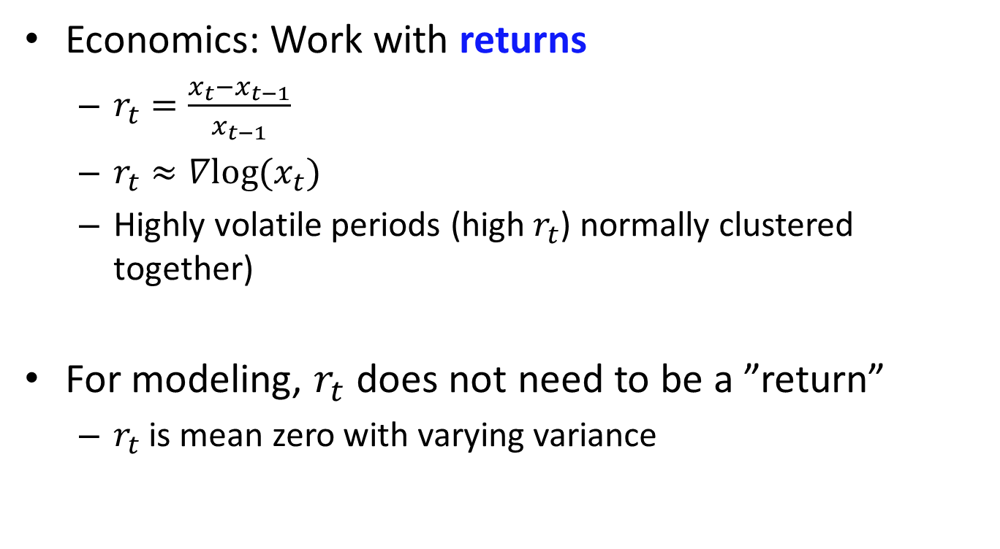 • Economics: Work with returns
– r_t = \frac{x_t - x_{t-1}}{x_{t-1}}
– r_t ≈ ∇log(x_t)
– Highly volatile periods (high r_t) normally clustered
together)
• For modeling, r_t does not need to be a ”return”
– r_t is mean zero with varying variance